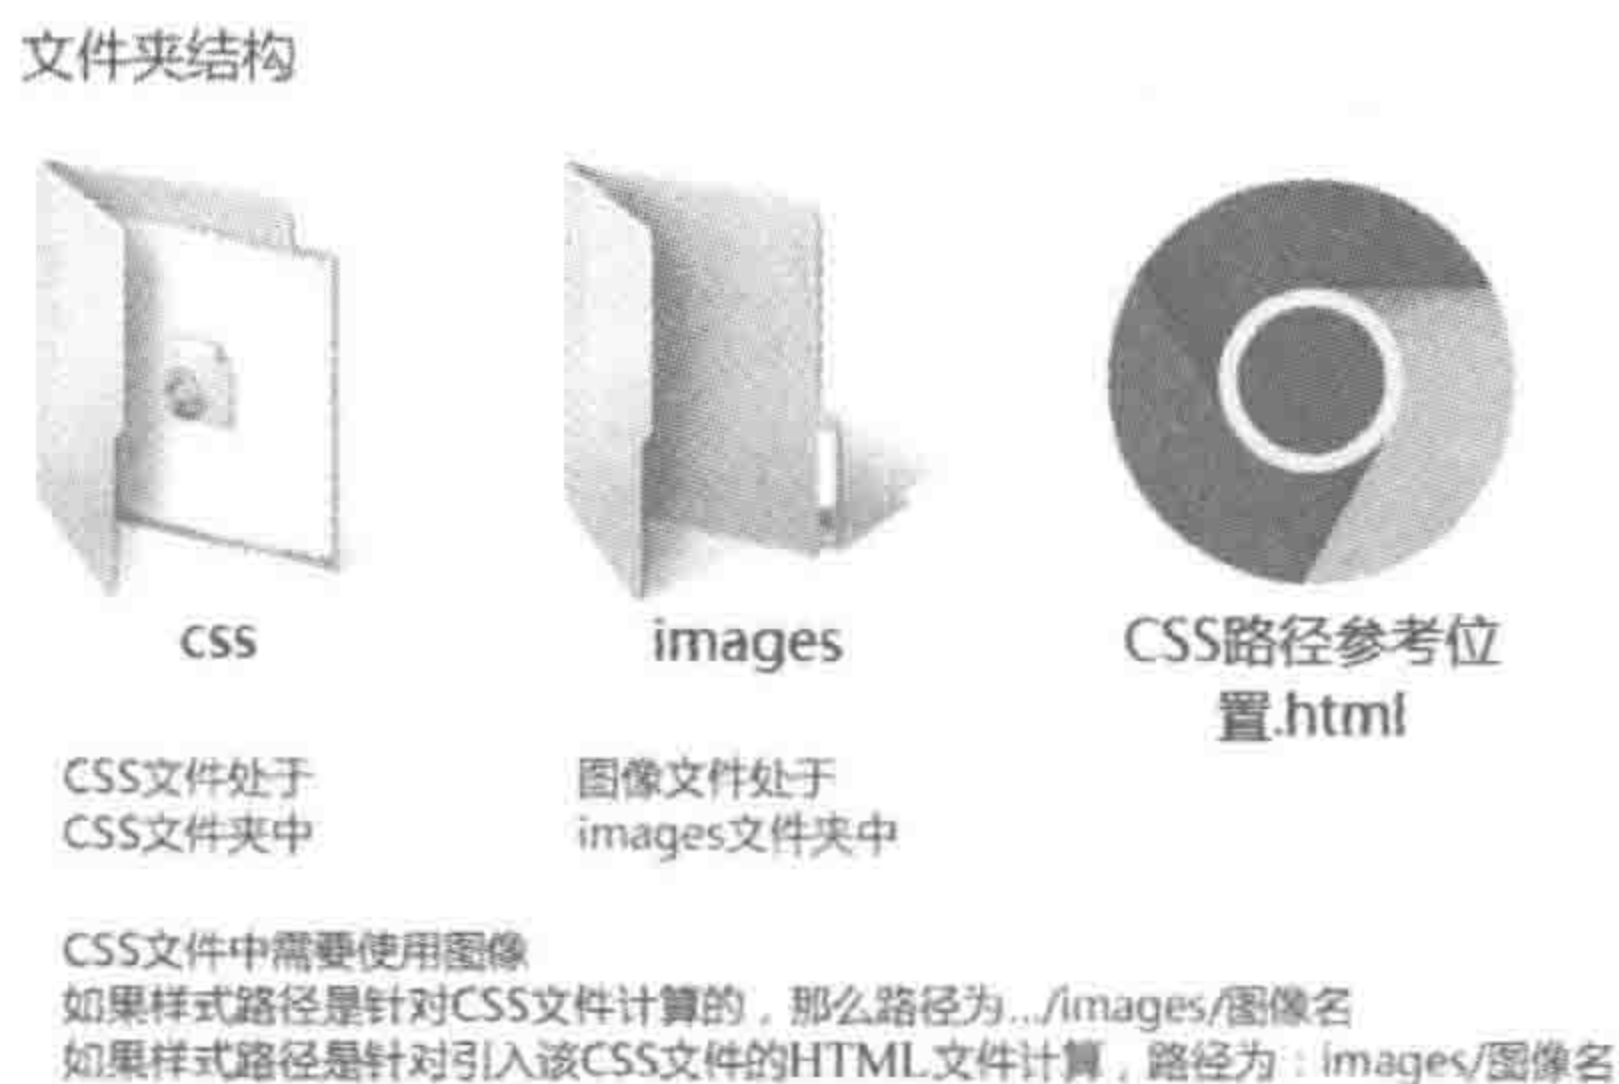 文件夹结构
css
images
CSS路径参考位
置.html
CSS文件处于
CSS文件夹中
图像文件处于
images文件夹中
CSS文件中需要使用图像
如果样式路径是针对CSS文件计算的，那么路径为.../images/图像名
如果样式路径是针对引入该CSS文件的HTML文件计算，路径为：images/图像名